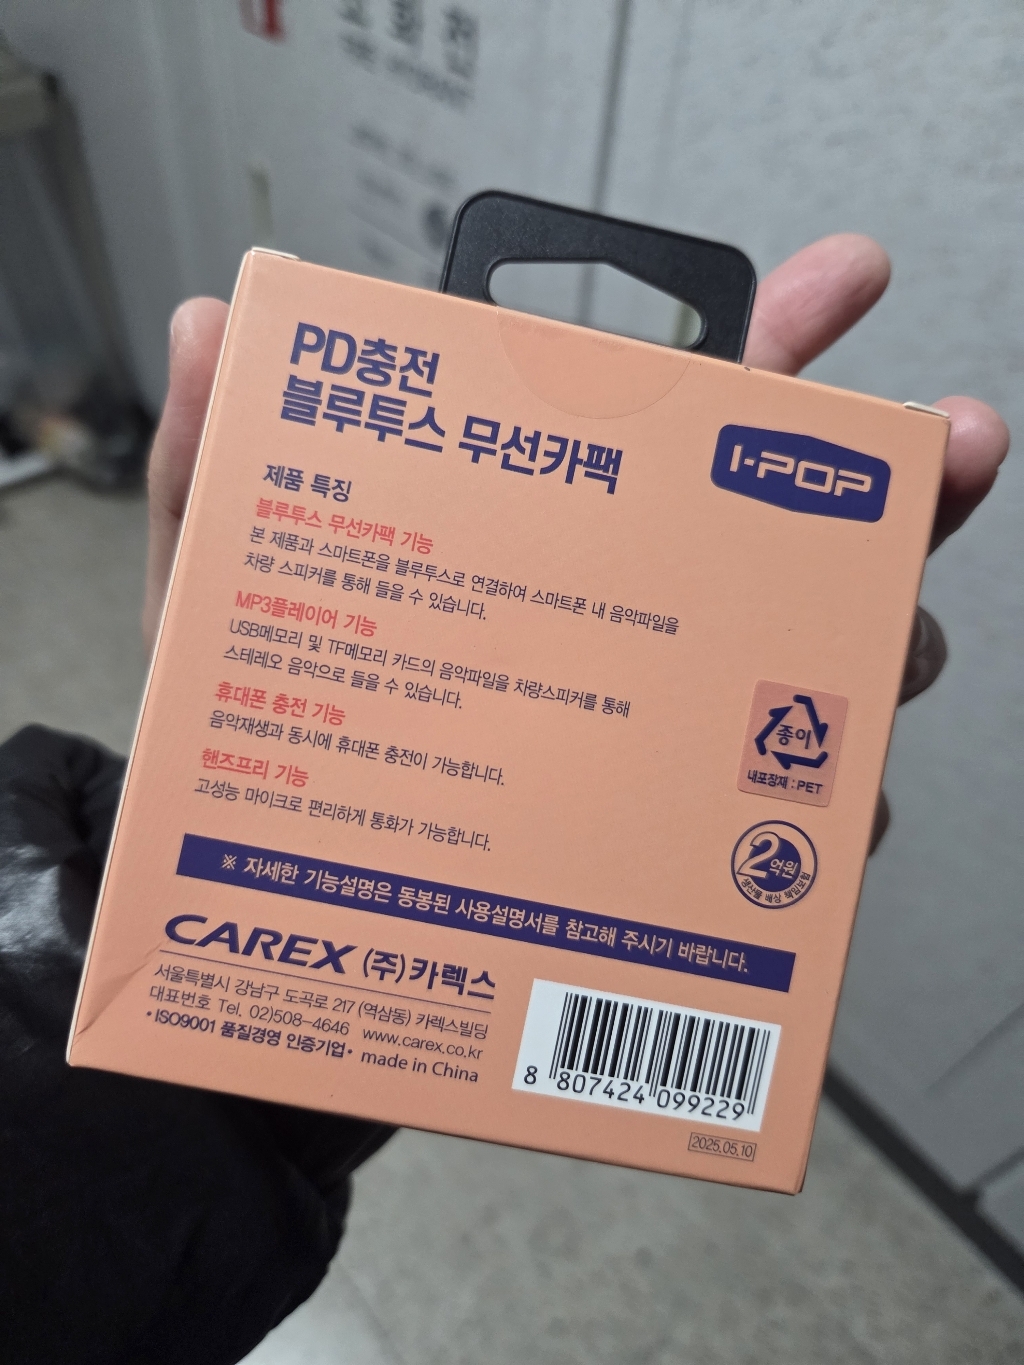 PD충전
블루투스 무선카팩
I-POP
제품 특징
블루투스 무선카팩 기능
본 제품과 스마트폰을 블루투스로 연결하여 스마트폰 내 음악파일을
차량 스피커를 통해 들을 수 있습니다.
MP3플레이어 기능
USB메모리 및 TF메모리 카드의 음악파일을 차량스피커를 통해
스테레오 음악으로 들을 수 있습니다.
휴대폰 충전 기능
음악재생과 동시에 휴대폰 충전이 가능합니다.
핸즈프리 기능
고성능 마이크로 편리하게 통화가 가능합니다.
종이
내포장재 : PET
2억원
생산물 배상 책임보험
※ 자세한 기능설명은 동봉된 사용설명서를 참고해 주시기 바랍니다.
CAREX (주)카렉스
서울특별시 강남구 도곡로 217 (역삼동) 카렉스빌딩
대표번호 Tel. 02)508-4646 www.carex.co.kr
•ISO9001 품질경영 인증기업• made in China
8 807424 099229
2025.05.10